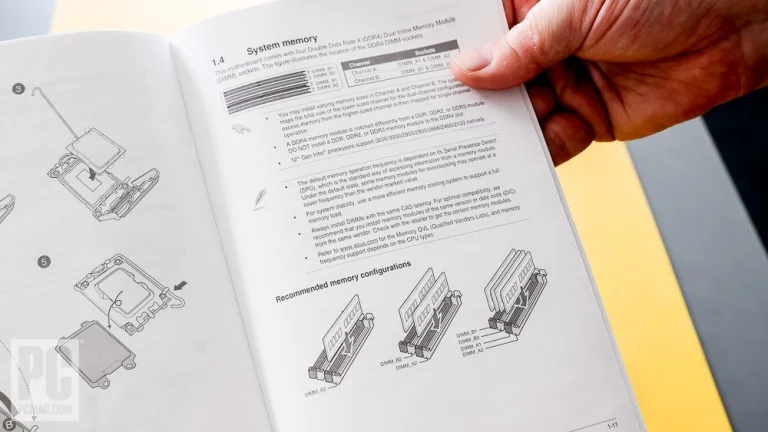 3
5
B
PC
PCMAG.COM
1.4 System memory
This motherboard comes with four Double Data Rate 4 (DDR4) Dual Inline Memory Module
(DIMM) sockets. The figure illustrates the location of the DDR4 DIMM sockets:
DIMM_A1
DIMM_A2
DIMM_B1
Channel Sockets
Channel A DIMM_A1 & DIMM_A2
Channel B DIMM_B1 &
• You may install varying memory sizes in Channel A and Channel B. The
maps the total size of the lower-sized channel for the dual-channel configuration.
excess memory from the higher-sized channel is then mapped for single-channel
operation.
• A DDR4 memory module is notched differently from a DDR, DDR2, or DDR3 module.
DO NOT install a DDR, DDR2, or DDR3 memory module to the DDR4 slot.
• 12th Gen Intel® processors support
natively.
• The default memory operation frequency is dependent on its Serial Presence Detect
(SPD), which is the standard way of accessing information from a memory module.
Under the default state, some memory modules for overclocking may operate at a
lower frequency than the vendor-marked value.
• For system stability, use a more efficient memory cooling system to support a full
memory load.
• Always install DIMMs with the same CAS latency. For optimal compatibility, we
recommend that you install memory modules of the same version or date code (D/C)
from the same vendor. Check with the retailer to get the correct memory modules.
• Refer to www.asus.com for the Memory QVL (Qualified Vendors Lists), and memory
frequency support depends on the CPU types.
Recommended memory configurations
DIMM_A2
DIMM_B2
DIMM_A2
DIMM_B1
DIMM_B2
DIMM_A1
DIMM_A2
1-11